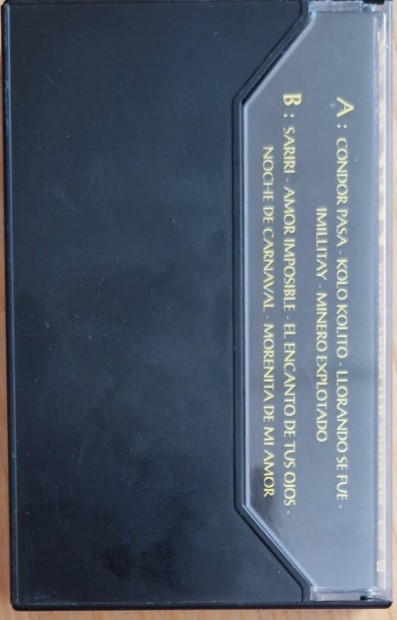 A : CONDOR PASA · KOLO KOLITO · LLORANDO SE FUE ·
IMILLITAY · MINERO EXPLOTADO
B : SARIRI · AMOR IMPOSIBLE · EL ENCANTO DE TUS OJOS ·
NOCHE DE CARNAVAL · MORENITA DE MI AMOR